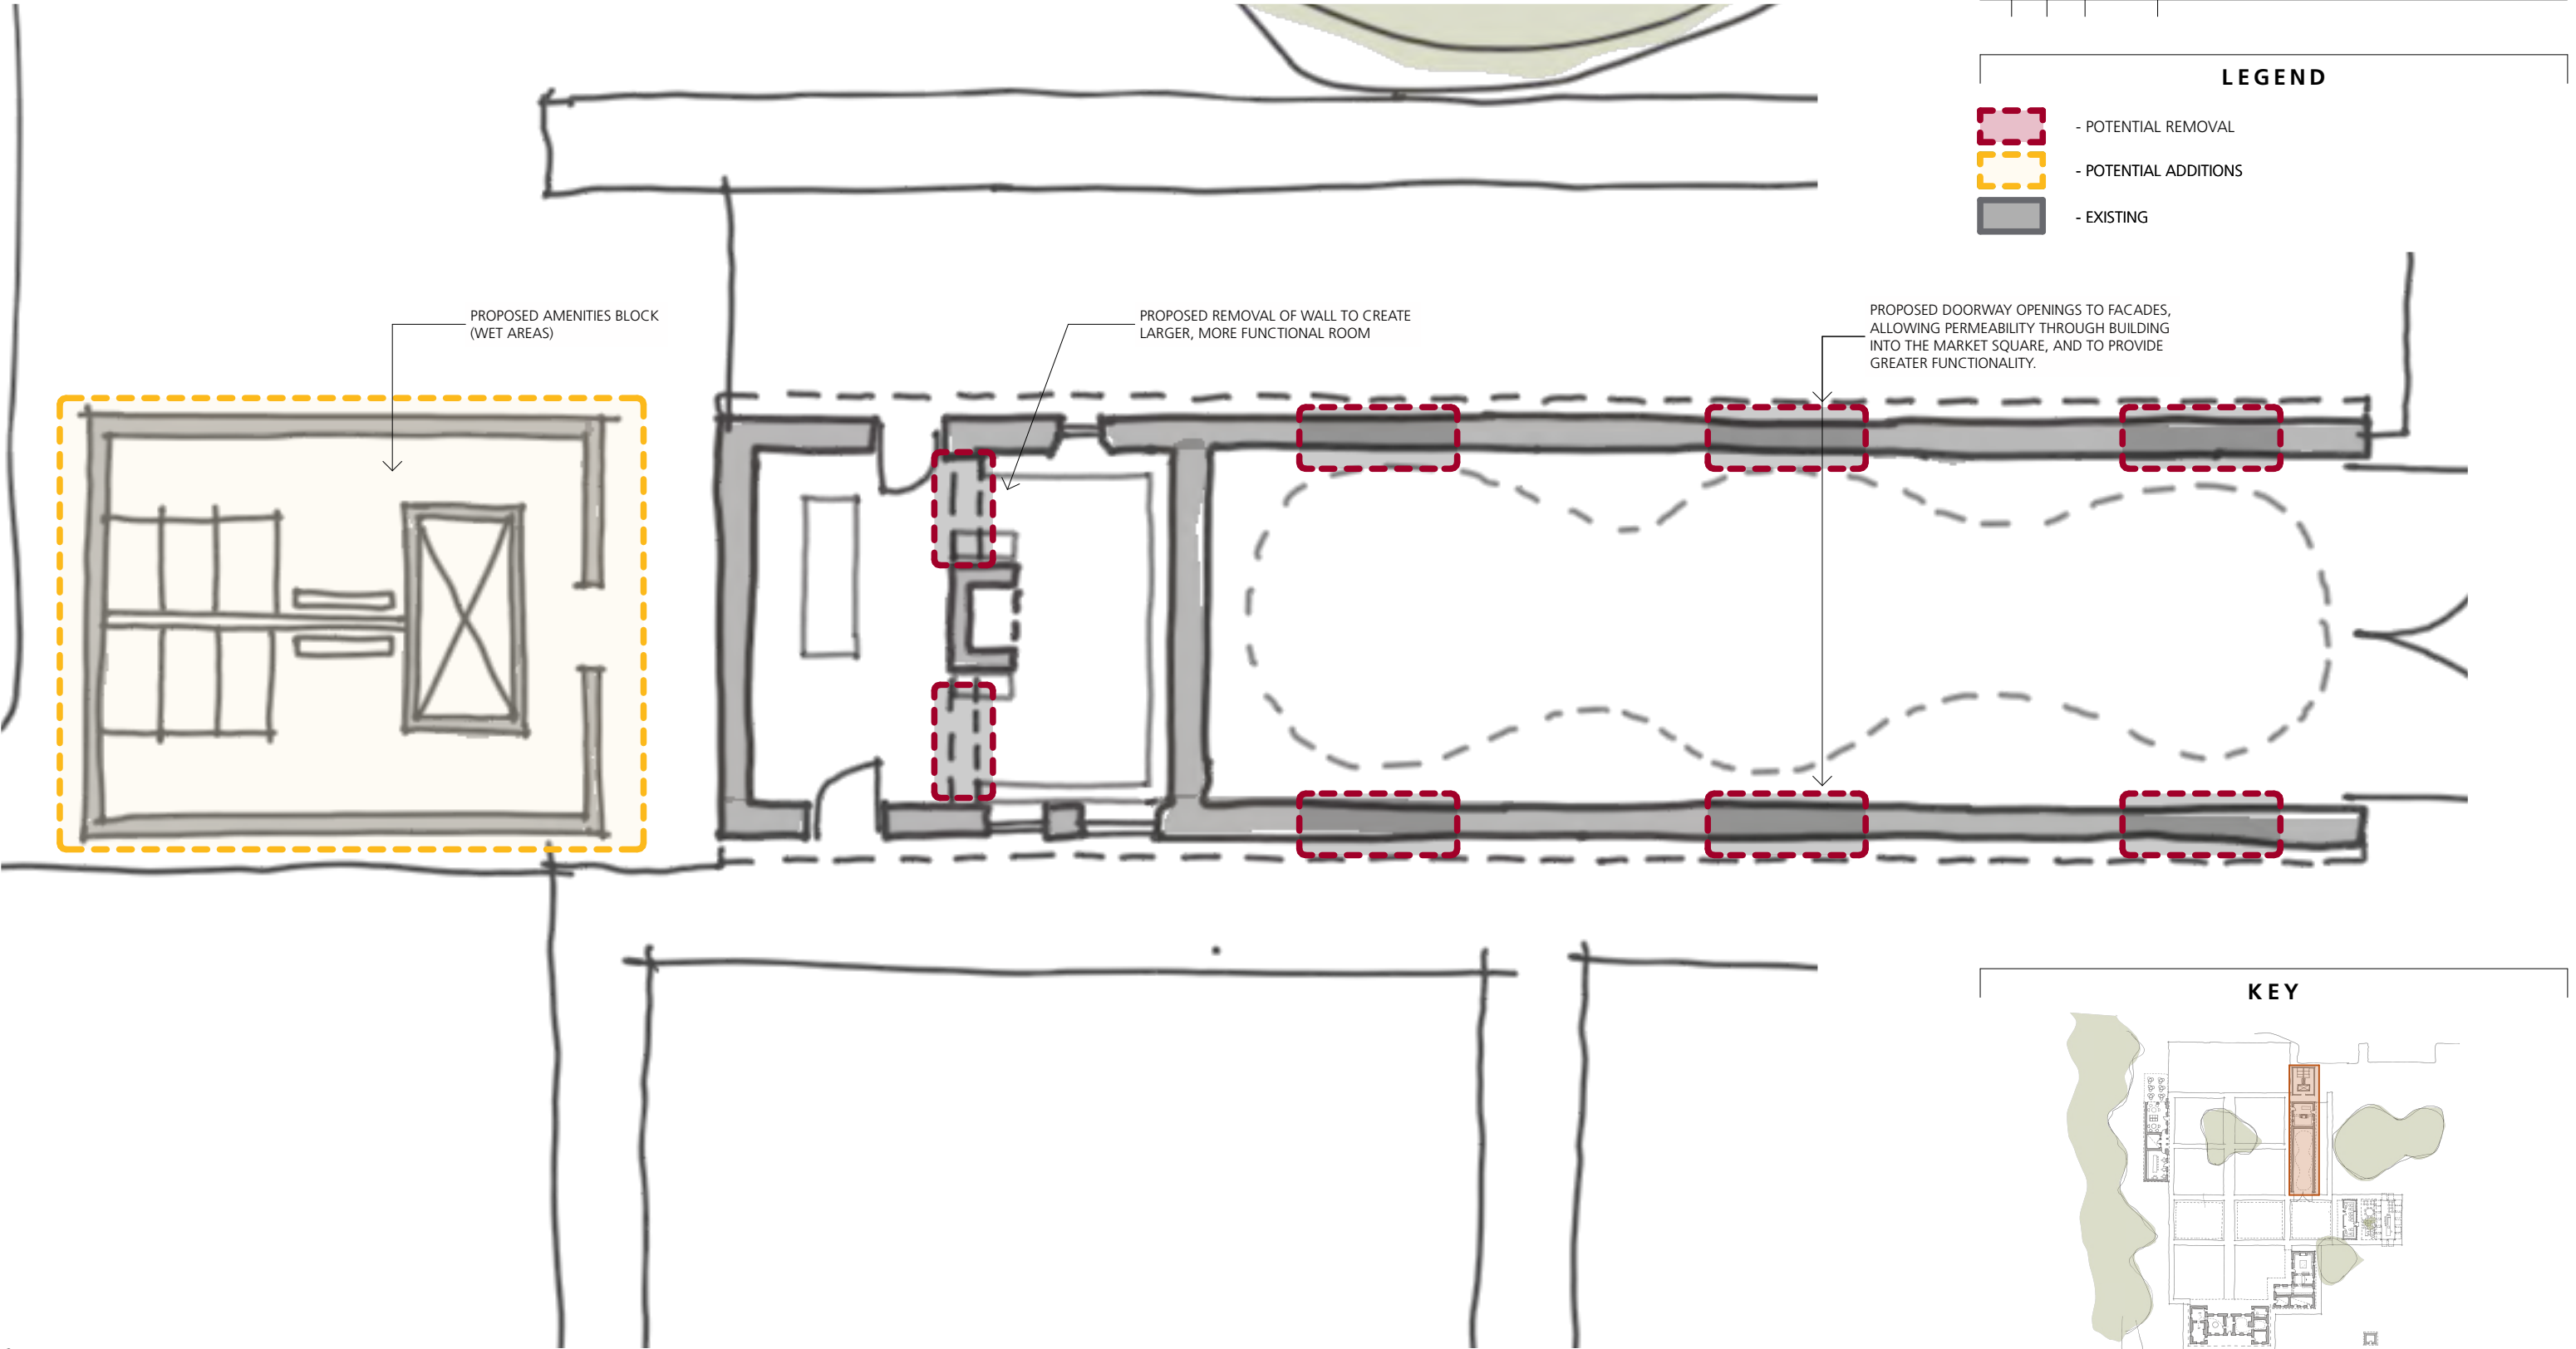 LEGEND
- POTENTIAL REMOVAL
- POTENTIAL ADDITIONS
- EXISTING
PROPOSED AMENITIES BLOCK
(WET AREAS)
PROPOSED REMOVAL OF WALL TO CREATE
LARGER, MORE FUNCTIONAL ROOM
PROPOSED DOORWAY OPENINGS TO FACADES,
ALLOWING PERMEABILITY THROUGH BUILDING
INTO THE MARKET SQUARE, AND TO PROVIDE
GREATER FUNCTIONALITY.
KEY